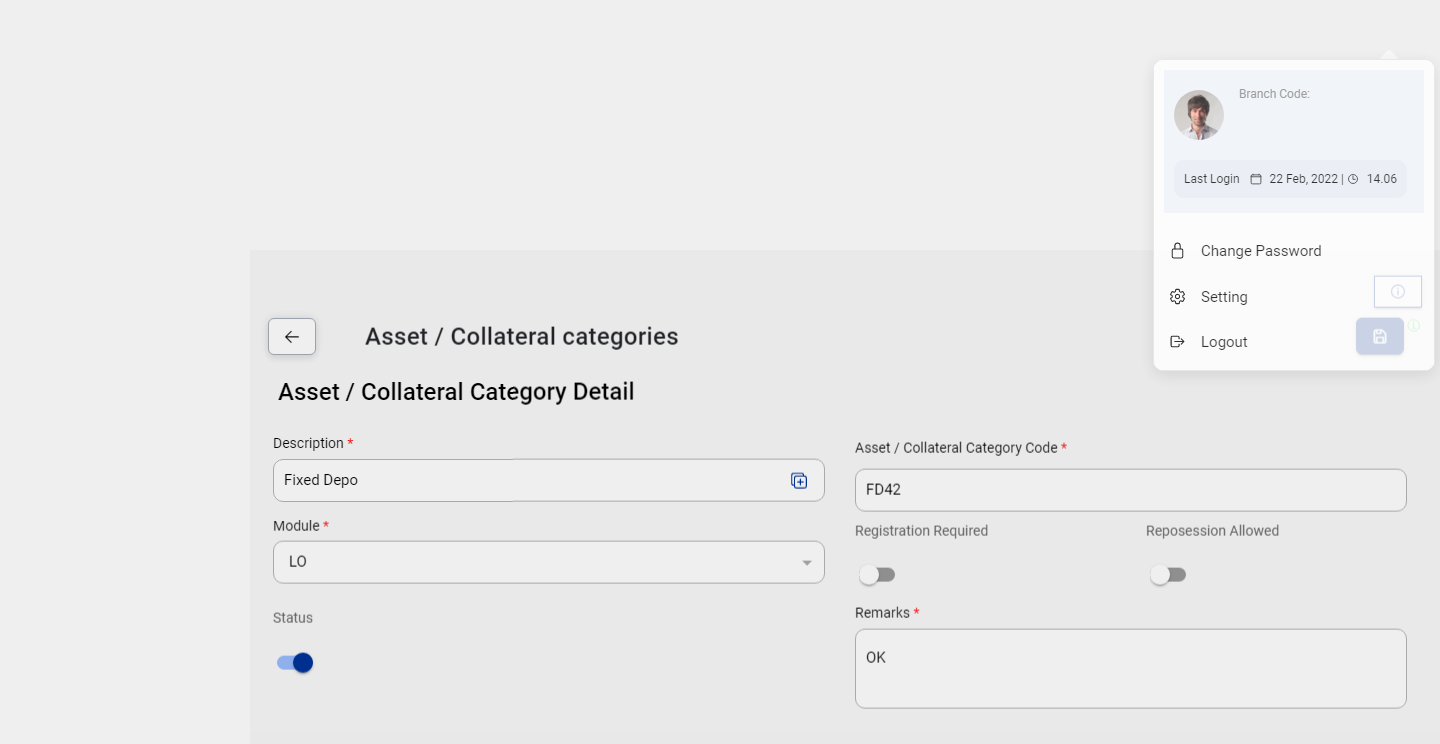 Branch Code:
Last Login 22 Feb, 2022 | 14.06
Change Password
Setting
Logout
Asset / Collateral categories
Asset / Collateral Category Detail
Description *
Fixed Depo
Asset / Collateral Category Code *
FD42
Module *
LO
Registration Required
Reposession Allowed
Status
Remarks *
OK